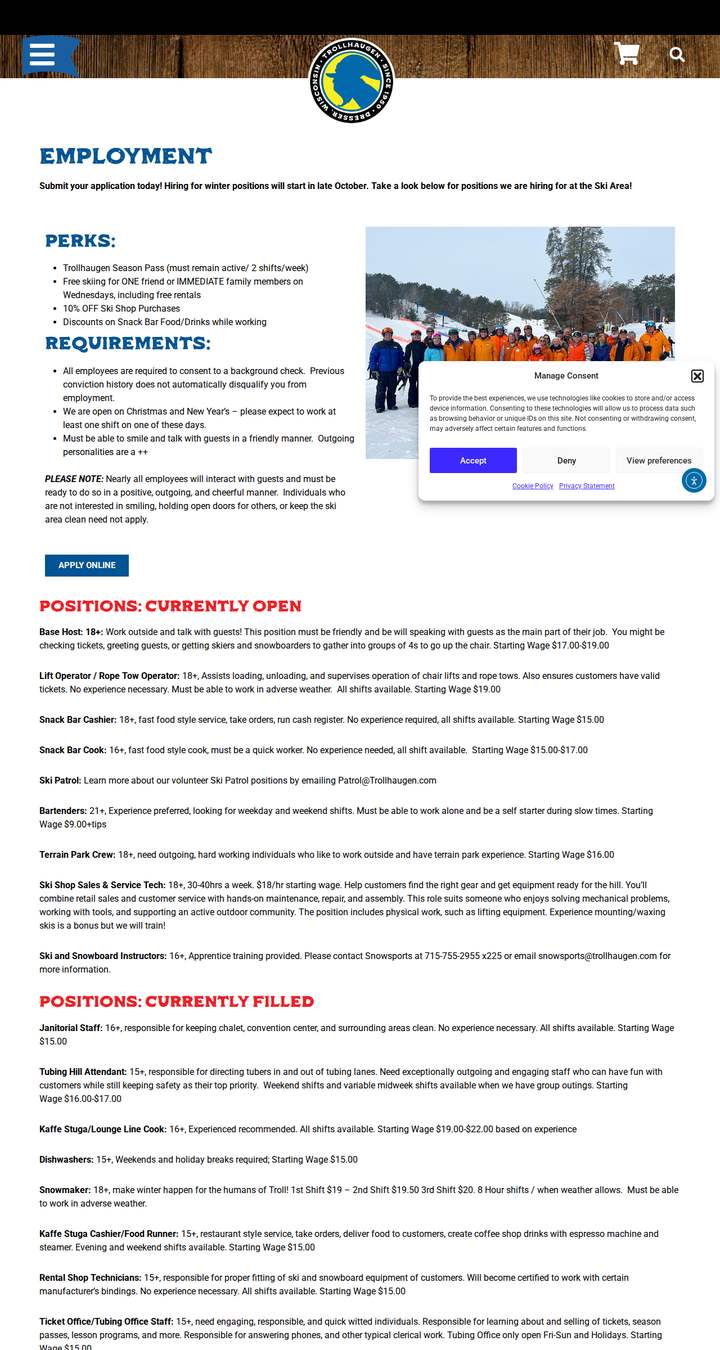 TROLLHAUGEN · SINCE 1950 · DRESSER, WISCONSIN ·
EMPLOYMENT
Submit your application today! Hiring for winter positions will start in late October. Take a look below for positions we are hiring for at the Ski Area!
PERKS:
• Trollhaugen Season Pass (must remain active/ 2 shifts/week)
• Free skiing for ONE friend or IMMEDIATE family members on
Wednesdays, including free rentals
• 10% OFF Ski Shop Purchases
• Discounts on Snack Bar Food/Drinks while working
REQUIREMENTS:
• All employees are required to consent to a background check.  Previous
conviction history does not automatically disqualify you from
employment.
• We are open on Christmas and New Year's – please expect to work at
least one shift on one of these days.
• Must be able to smile and talk with guests in a friendly manner.  Outgoing
personalities are a ++
PLEASE NOTE: Nearly all employees will interact with guests and must be
ready to do so in a positive, outgoing, and cheerful manner.  Individuals who
are not interested in smiling, holding open doors for others, or keep the ski
area clean need not apply.
Manage Consent
To provide the best experiences, we use technologies like cookies to store and/or access
device information. Consenting to these technologies will allow us to process data such
as browsing behavior or unique IDs on this site. Not consenting or withdrawing consent,
may adversely affect certain features and functions.
Accept
Deny
View preferences
Cookie Policy
Privacy Statement
APPLY ONLINE
POSITIONS: CURRENTLY OPEN
Base Host: 18+: Work outside and talk with guests! This position must be friendly and be will speaking with guests as the main part of their job.  You might be
checking tickets, greeting guests, or getting skiers and snowboarders to gather into groups of 4s to go up the chair. Starting Wage $17.00-$19.00
Lift Operator / Rope Tow Operator: 18+, Assists loading, unloading, and supervises operation of chair lifts and rope tows. Also ensures customers have valid
tickets. No experience necessary. Must be able to work in adverse weather.  All shifts available. Starting Wage $19.00
Snack Bar Cashier: 18+, fast food style service, take orders, run cash register. No experience required, all shifts available. Starting Wage $15.00
Snack Bar Cook: 16+, fast food style cook, must be a quick worker. No experience needed, all shift available.  Starting Wage $15.00-$17.00
Ski Patrol: Learn more about our volunteer Ski Patrol positions by emailing Patrol@Trollhaugen.com
Bartenders: 21+, Experience preferred, looking for weekday and weekend shifts. Must be able to work alone and be a self starter during slow times. Starting
Wage $9.00+tips
Terrain Park Crew: 18+, need outgoing, hard working individuals who like to work outside and have terrain park experience. Starting Wage $16.00
Ski Shop Sales & Service Tech: 18+, 30-40hrs a week. $18/hr starting wage. Help customers find the right gear and get equipment ready for the hill. You'll
combine retail sales and customer service with hands-on maintenance, repair, and assembly. This role suits someone who enjoys solving mechanical problems,
working with tools, and supporting an active outdoor community. The position includes physical work, such as lifting equipment. Experience mounting/waxing
skis is a bonus but we will train!
Ski and Snowboard Instructors: 16+, Apprentice training provided. Please contact Snowsports at 715-755-2955 x225 or email snowsports@trollhaugen.com for
more information.
POSITIONS: CURRENTLY FILLED
Janitorial Staff: 16+, responsible for keeping chalet, convention center, and surrounding areas clean. No experience necessary. All shifts available. Starting Wage
$15.00
Tubing Hill Attendant: 15+, responsible for directing tubers in and out of tubing lanes. Need exceptionally outgoing and engaging staff who can have fun with
customers while still keeping safety as their top priority.  Weekend shifts and variable midweek shifts available when we have group outings. Starting
Wage $16.00-$17.00
Kaffe Stuga/Lounge Line Cook: 16+, Experienced recommended. All shifts available. Starting Wage $19.00-$22.00 based on experience
Dishwashers: 15+, Weekends and holiday breaks required; Starting Wage $15.00
Snowmaker: 18+, make winter happen for the humans of Troll! 1st Shift $19 – 2nd Shift $19.50 3rd Shift $20. 8 Hour shifts / when weather allows.  Must be able
to work in adverse weather.
Kaffe Stuga Cashier/Food Runner: 15+, restaurant style service, take orders, deliver food to customers, create coffee shop drinks with espresso machine and
steamer. Evening and weekend shifts available. Starting Wage $15.00
Rental Shop Technicians: 15+, responsible for proper fitting of ski and snowboard equipment of customers. Will become certified to work with certain
manufacturer's bindings. No experience necessary. All shifts available. Starting Wage $15.00
Ticket Office/Tubing Office Staff: 15+, need engaging, responsible, and quick witted individuals. Responsible for learning about and selling of tickets, season
passes, lesson programs, and more. Responsible for answering phones, and other typical clerical work. Tubing Office only open Fri-Sun and Holidays. Starting
Wage $15.00